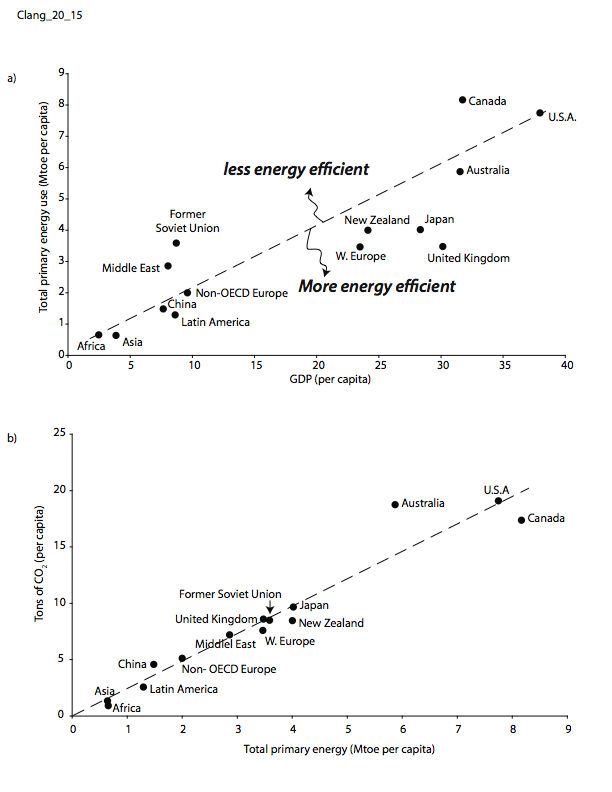 Clang_20_15
a)
Total primary energy use (Mtoe per capita)
9
8
7
6
5
4
3
2
1
0
Canada
U.S.A.
less energy efficient
Australia
Former
Soviet Union
New Zealand
Japan
W. Europe
United Kingdom
Middle East
More energy efficient
Non-OECD Europe
China
Latin America
Africa
Asia
0 5 10 15 20 25 30 35 40
GDP (per capita)
b)
Tons of CO2 (per capita)
25
20
15
10
5
0
U.S.A
Australia
Canada
Former Soviet Union
Japan
United Kingdom
New Zealand
Middlel East
W. Europe
China
Non- OECD Europe
Asia
Latin America
Africa
0 1 2 3 4 5 6 7 8 9
Total primary energy (Mtoe per capita)